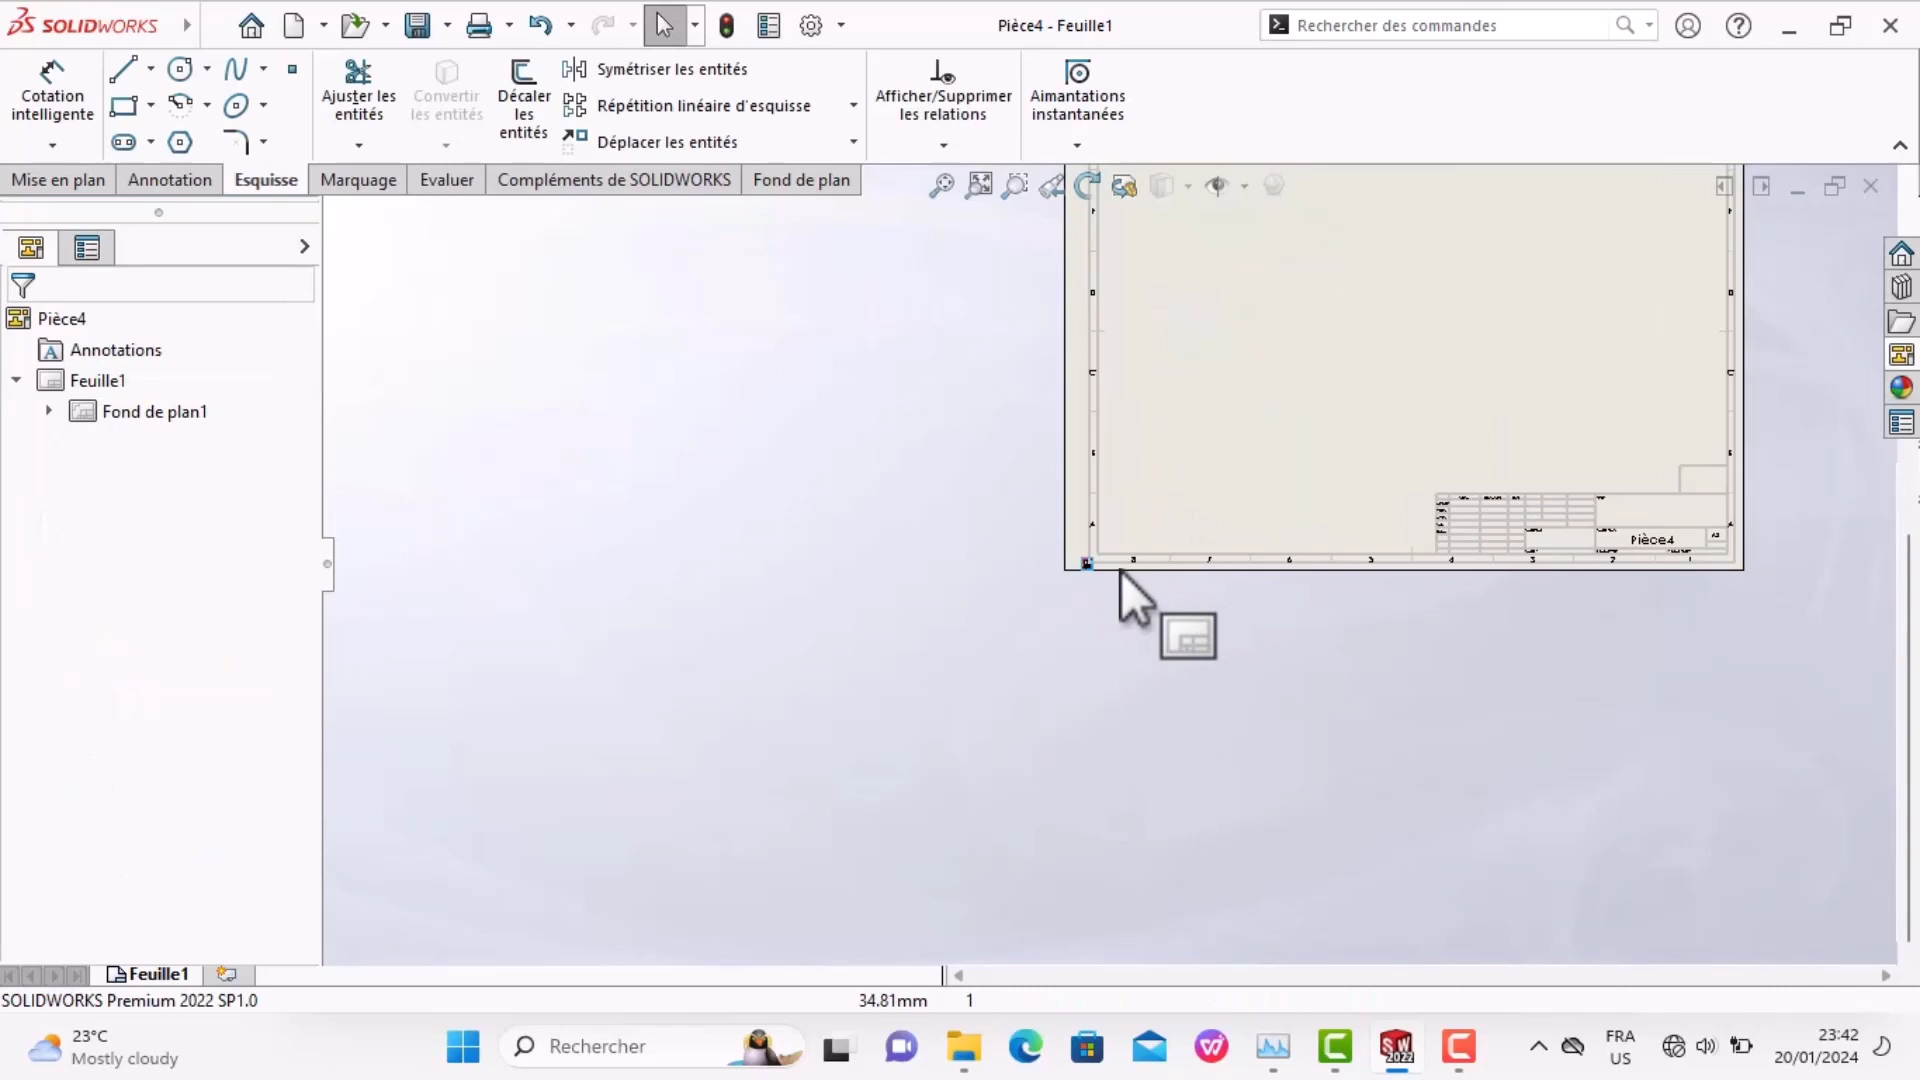 SOLIDWORKS
Pièce4 - Feuille1
Rechercher des commandes
Cotation
intelligente
Ajuster les
entités
Convertir
les entités
Décaler
les
entités
Symétriser les entités
Répétition linéaire d'esquisse
Déplacer les entités
Afficher/Supprimer
les relations
Aimantations
instantanées
Mise en plan
Annotation
Esquisse
Marquage
Evaluer
Compléments de SOLIDWORKS
Fond de plan
Pièce4
Annotations
Feuille1
Fond de plan1
Pièce4
Feuille1
SOLIDWORKS Premium 2022 SP1.0
34.81mm
1
23°C
Mostly cloudy
Rechercher
FRA
US
23:42
20/01/2024